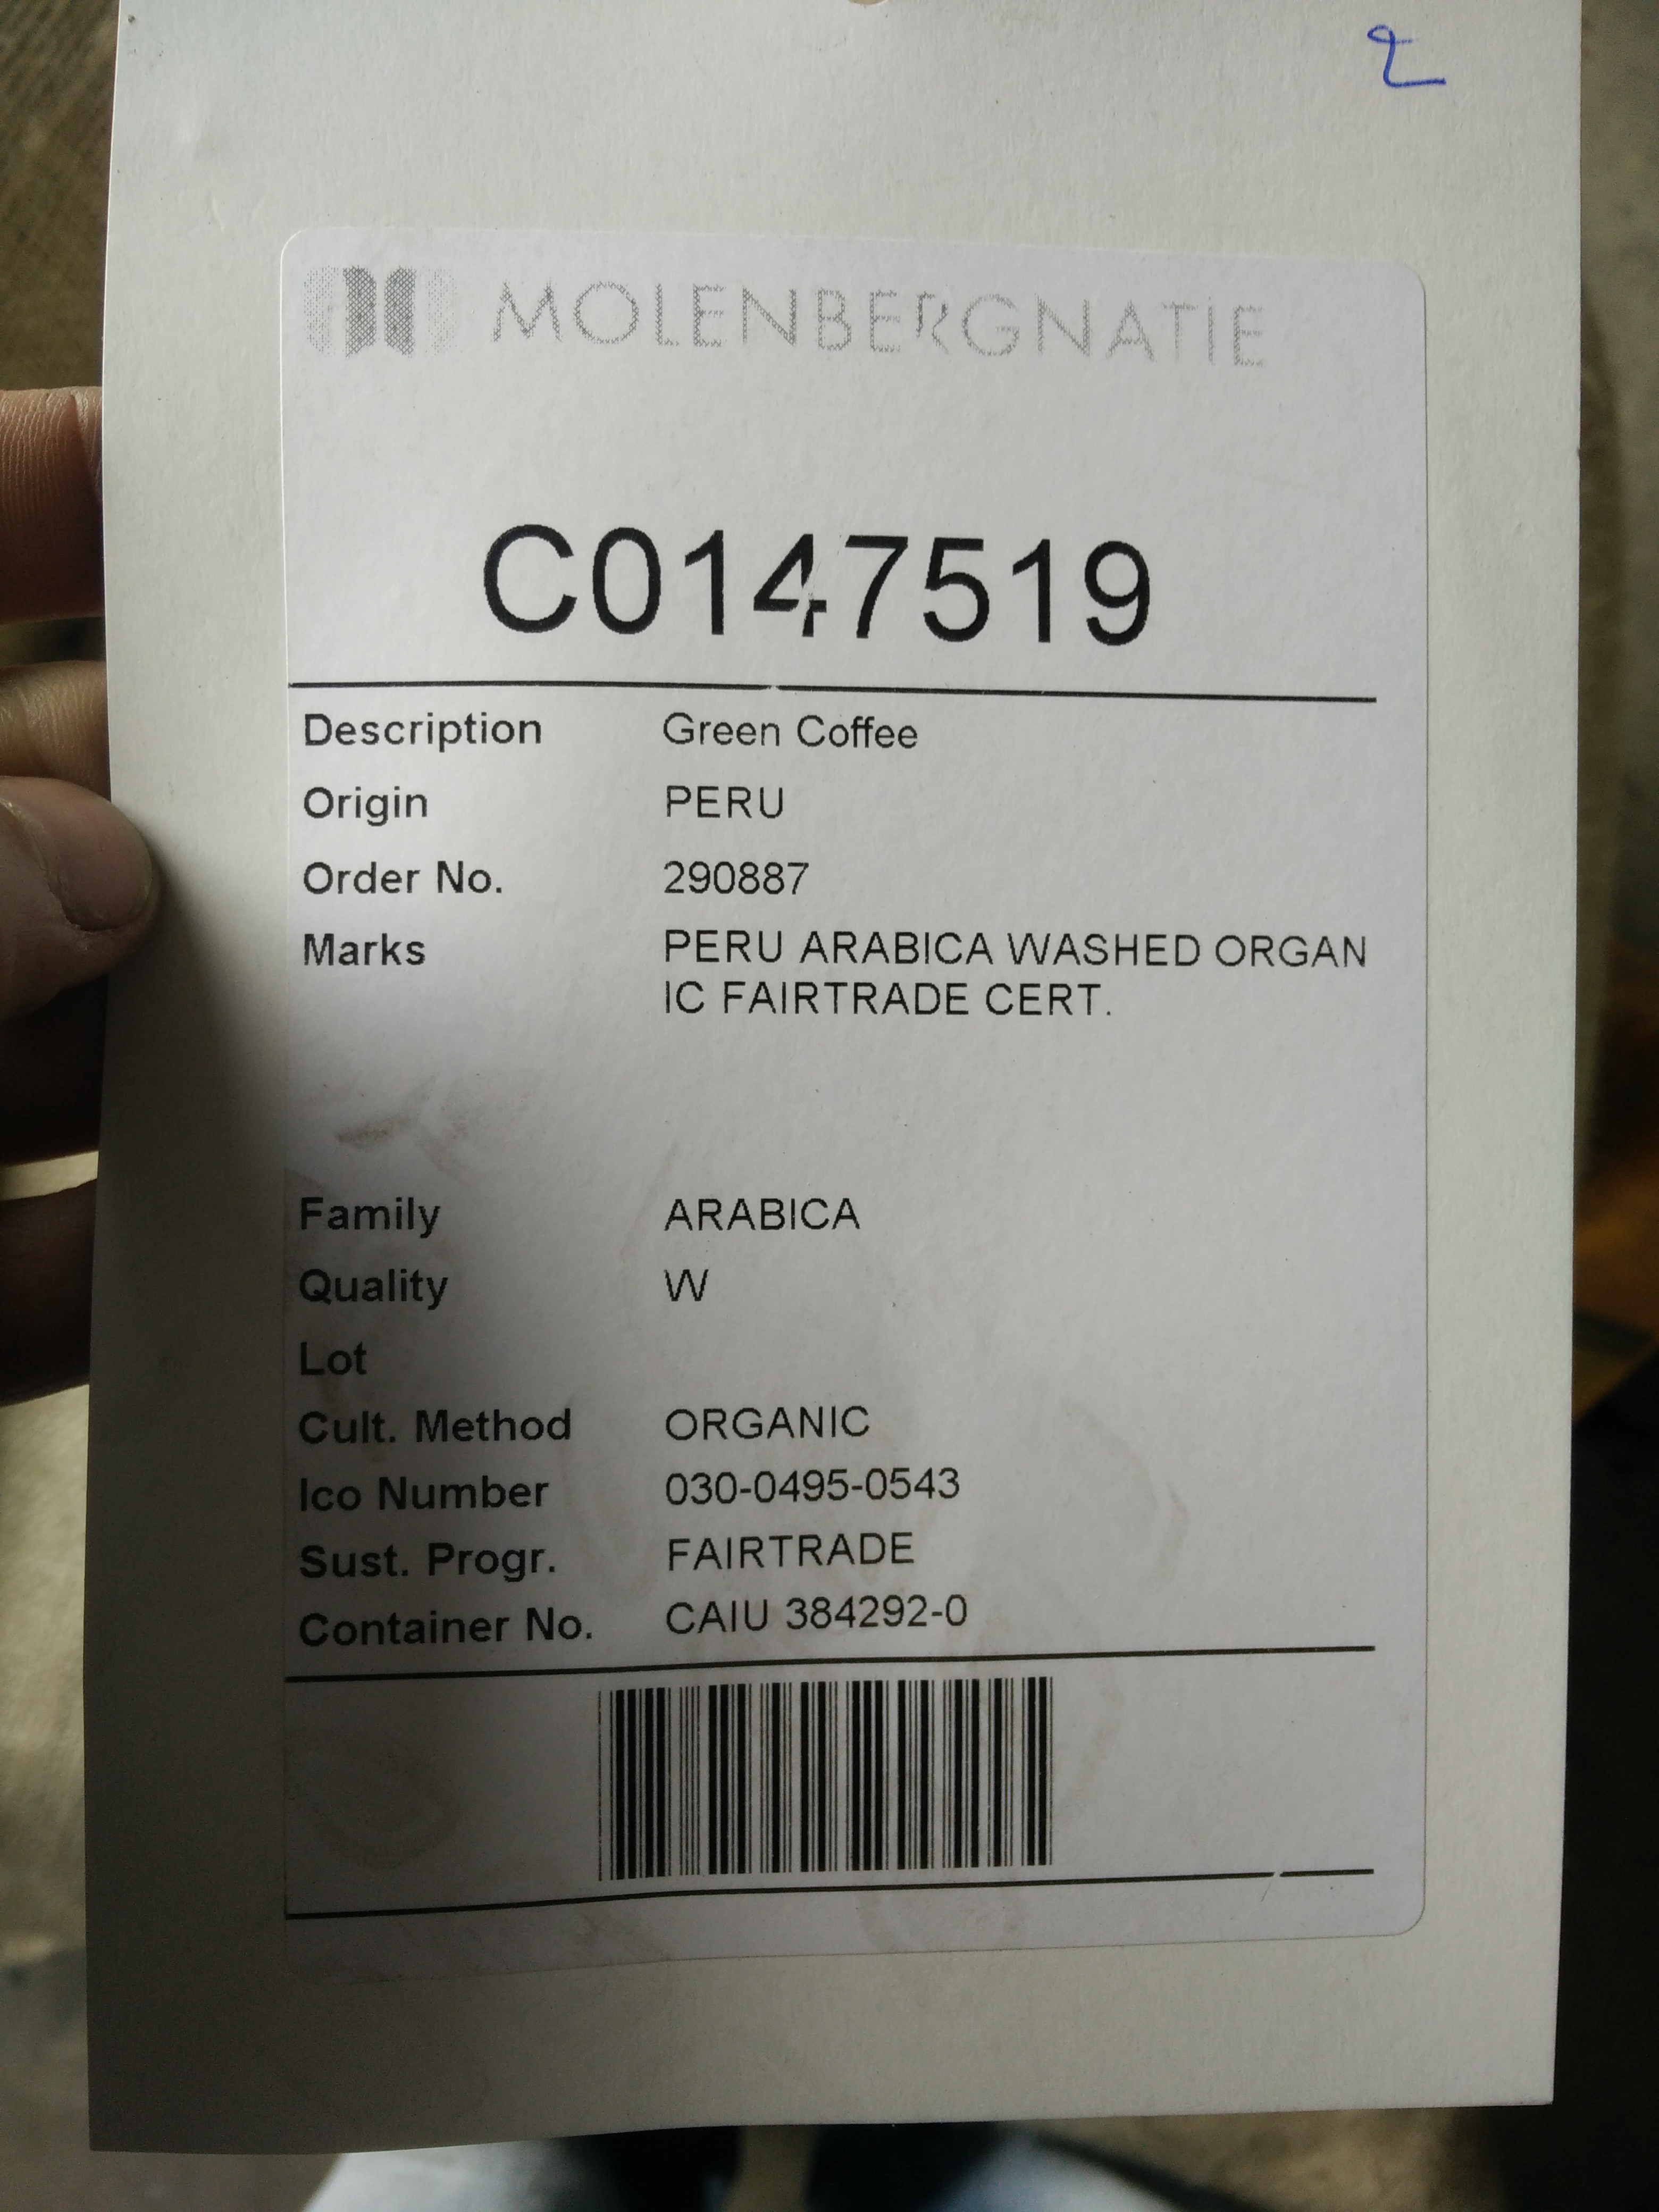 2
MOLENBERGNATIE
C0147519
Description Green Coffee
Origin PERU
Order No. 290887
Marks PERU ARABICA WASHED ORGAN
IC FAIRTRADE CERT.
Family ARABICA
Quality W
Lot
Cult. Method ORGANIC
Ico Number 030-0495-0543
Sust. Progr. FAIRTRADE
Container No. CAIU 384292-0